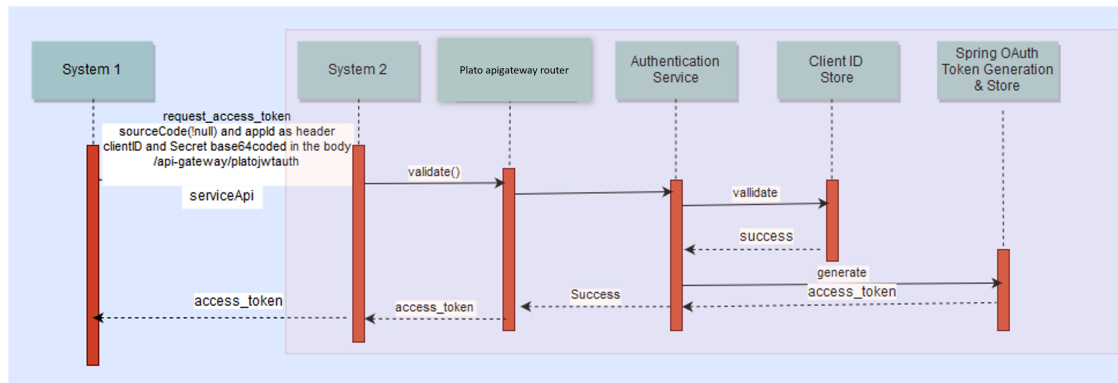 System 1
System 2
Plato apigateway router
Authentication
Service
Client ID
Store
Spring OAuth
Token Generation
& Store
request_access_token
sourceCode(!null) and appId as header
clientID and Secret base64coded in the body
/api-gateway/platojwtauth
serviceApi
validate()
vallidate
success
generate
access_token
Success
access_token
access_token